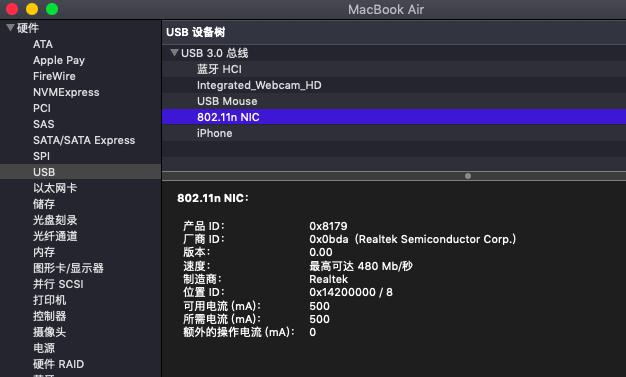 MacBook Air
硬件
ATA
Apple Pay
FireWire
NVMExpress
PCI
SAS
SATA/SATA Express
SPI
USB
以太网卡
储存
光盘刻录
光纤通道
内存
图形卡/显示器
并行 SCSI
打印机
控制器
摄像头
电源
硬件 RAID
USB 设备树
USB 3.0 总线
蓝牙 HCI
Integrated_Webcam_HD
USB Mouse
802.11n NIC
iPhone
802.11n NIC：
产品 ID： 0x8179
厂商 ID： 0x0bda（Realtek Semiconductor Corp.）
版本： 0.00
速度： 最高可达 480 Mb/秒
制造商： Realtek
位置 ID： 0x14200000 / 8
可用电流 (mA)： 500
所需电流 (mA)： 500
额外的操作电流 (mA)： 0